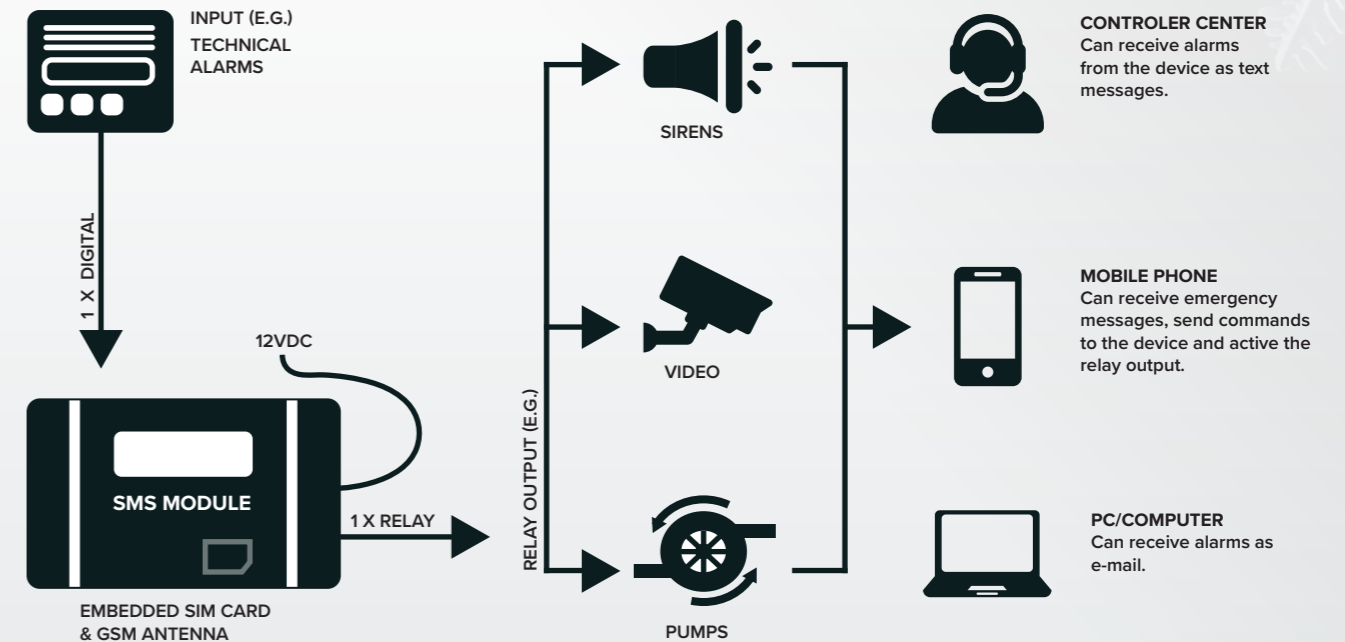 INPUT (E.G.)
TECHNICAL
ALARMS
1 X DIGITAL
12VDC
SMS MODULE
1 X RELAY
EMBEDDED SIM CARD
& GSM ANTENNA
RELAY OUTPUT (E.G.)
SIRENS
VIDEO
PUMPS
CONTROLER CENTER
Can receive alarms
from the device as text
messages.
MOBILE PHONE
Can receive emergency
messages, send commands
to the device and active the
relay output.
PC/COMPUTER
Can receive alarms as
e-mail.